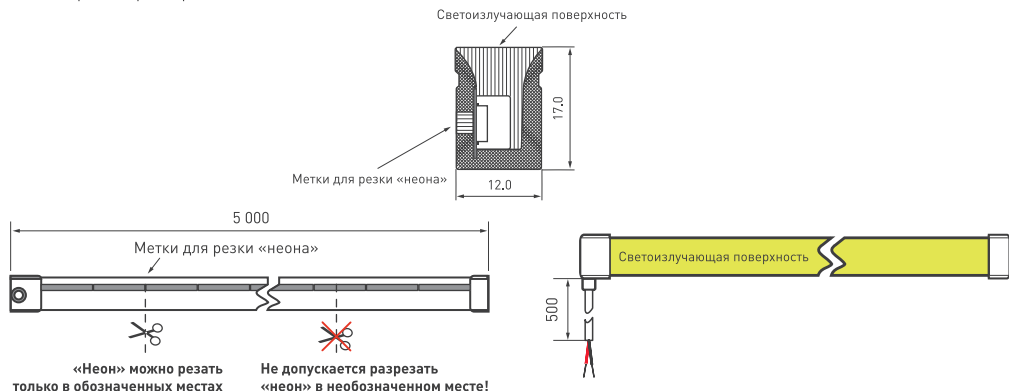 Светоизлучающая поверхность
17.0
Метки для резки «неона»
12.0
5 000
Метки для резки «неона»
Светоизлучающая поверхность
500
«Неон» можно резать
только в обозначенных местах
Не допускается разрезать
«неон» в необозначенном месте!